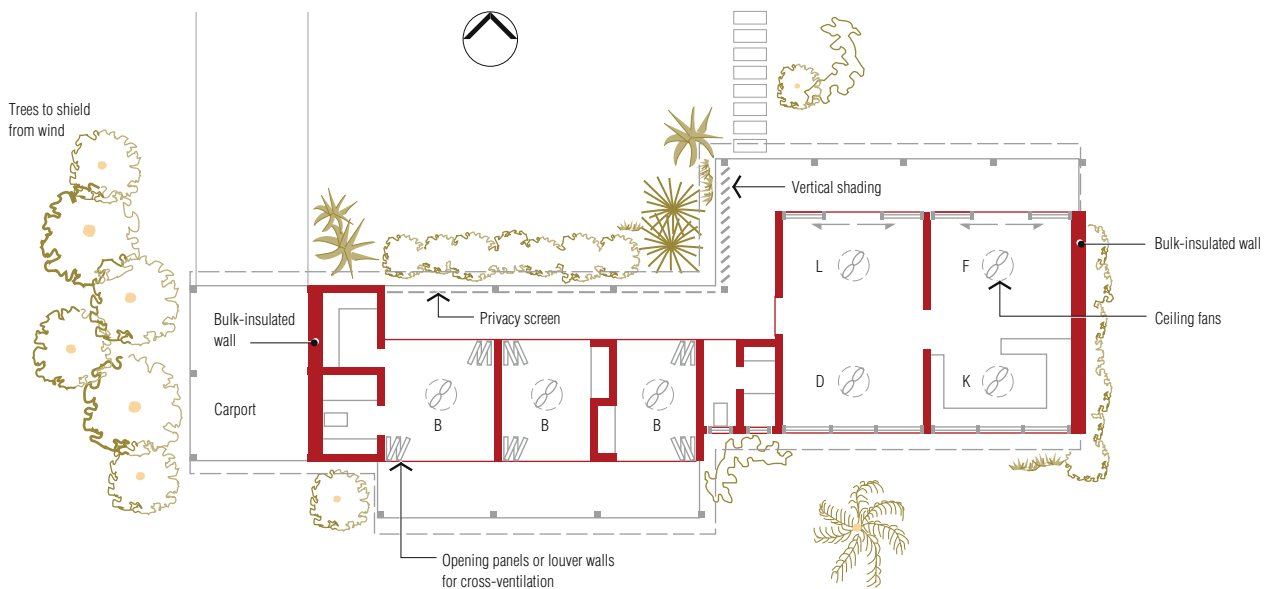 Trees to shield
from wind
Vertical shading
Bulk-insulated wall
L
F
Bulk-insulated
wall
Privacy screen
Ceiling fans
Carport
D
K
B
B
B
Opening panels or louver walls
for cross-ventilation